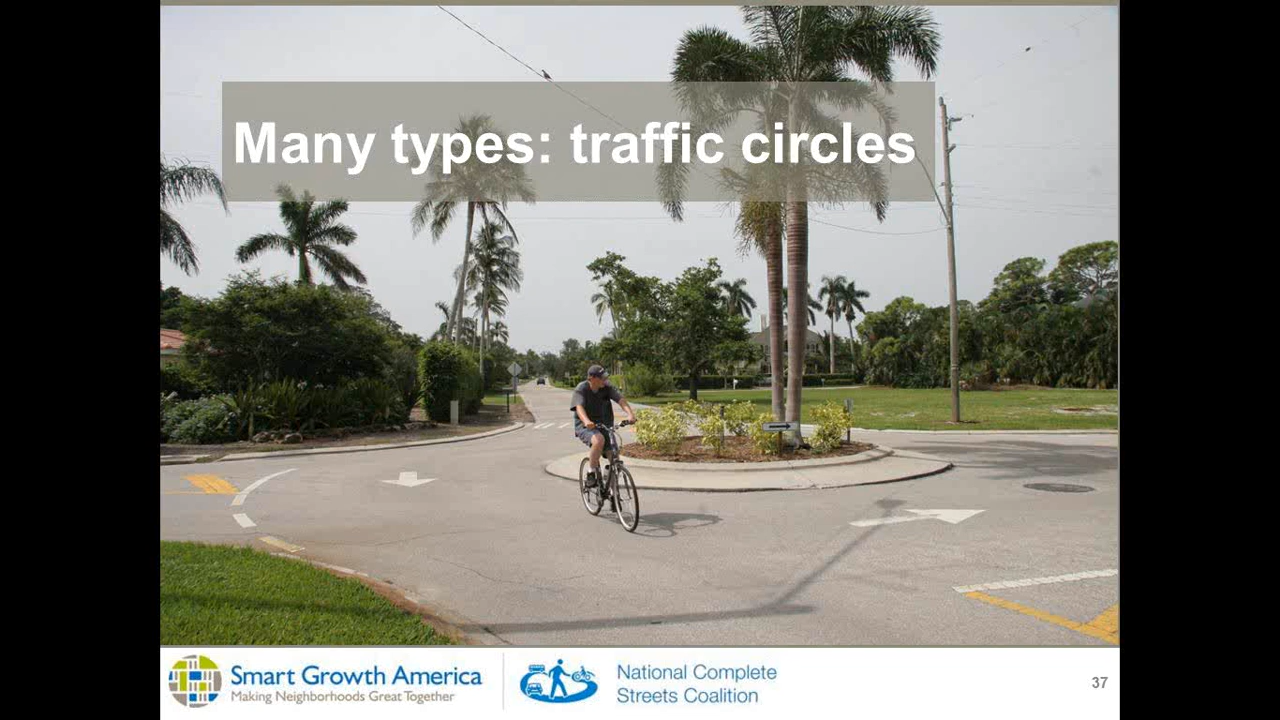 Many types: traffic circles
Smart Growth America
Making Neighborhoods Great Together
National Complete
Streets Coalition
37